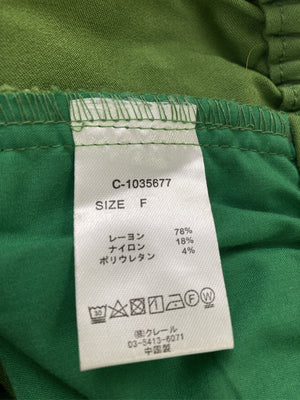 C-1035677
SIZE F
レーヨン 78%
ナイロン 18%
ポリウレタン 4%
㈱クレール
03-5413-6071
中国製